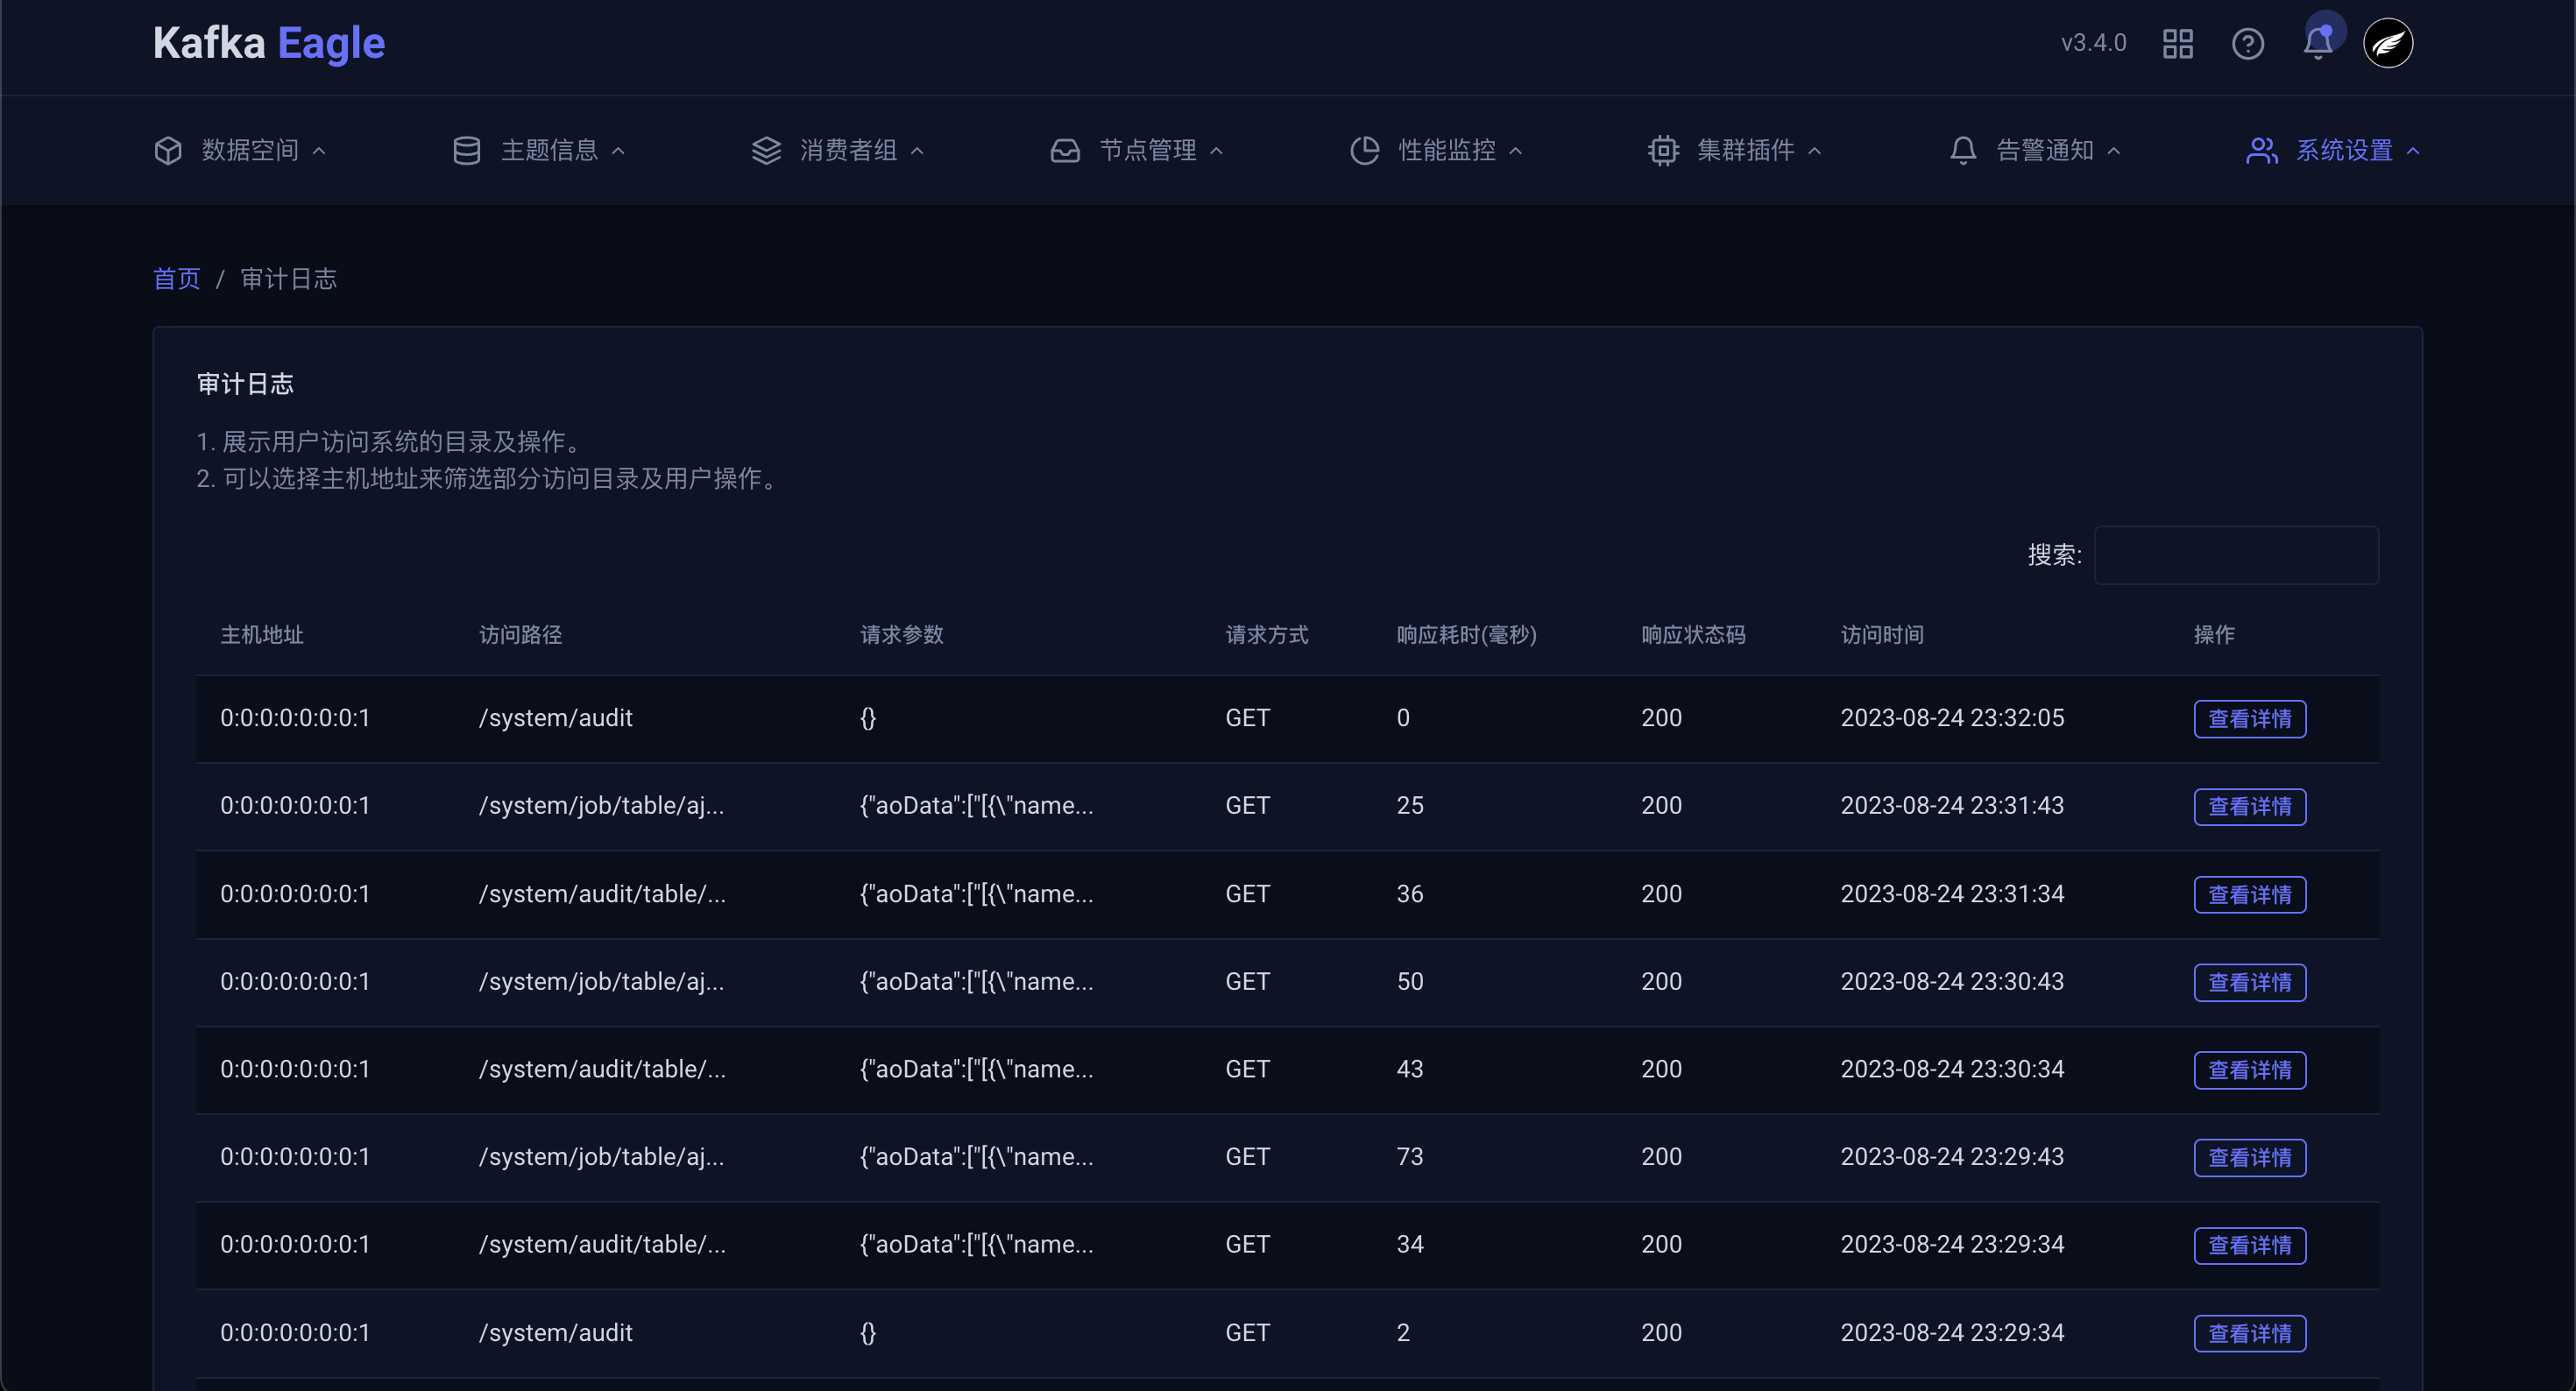 Kafka Eagle
v3.4.0
数据空间 主题信息 消费者组 节点管理 性能监控 集群插件 告警通知 系统设置
首页 / 审计日志
审计日志
1. 展示用户访问系统的目录及操作。
2. 可以选择主机地址来筛选部分访问目录及用户操作。
搜索:
主机地址 访问路径 请求参数 请求方式 响应耗时(毫秒) 响应状态码 访问时间 操作
0:0:0:0:0:0:0:1 /system/audit {} GET 0 200 2023-08-24 23:32:05 查看详情
0:0:0:0:0:0:0:1 /system/job/table/aj... {"aoData":["[{\"name... GET 25 200 2023-08-24 23:31:43 查看详情
0:0:0:0:0:0:0:1 /system/audit/table/... {"aoData":["[{\"name... GET 36 200 2023-08-24 23:31:34 查看详情
0:0:0:0:0:0:0:1 /system/job/table/aj... {"aoData":["[{\"name... GET 50 200 2023-08-24 23:30:43 查看详情
0:0:0:0:0:0:0:1 /system/audit/table/... {"aoData":["[{\"name... GET 43 200 2023-08-24 23:30:34 查看详情
0:0:0:0:0:0:0:1 /system/job/table/aj... {"aoData":["[{\"name... GET 73 200 2023-08-24 23:29:43 查看详情
0:0:0:0:0:0:0:1 /system/audit/table/... {"aoData":["[{\"name... GET 34 200 2023-08-24 23:29:34 查看详情
0:0:0:0:0:0:0:1 /system/audit {} GET 2 200 2023-08-24 23:29:34 查看详情